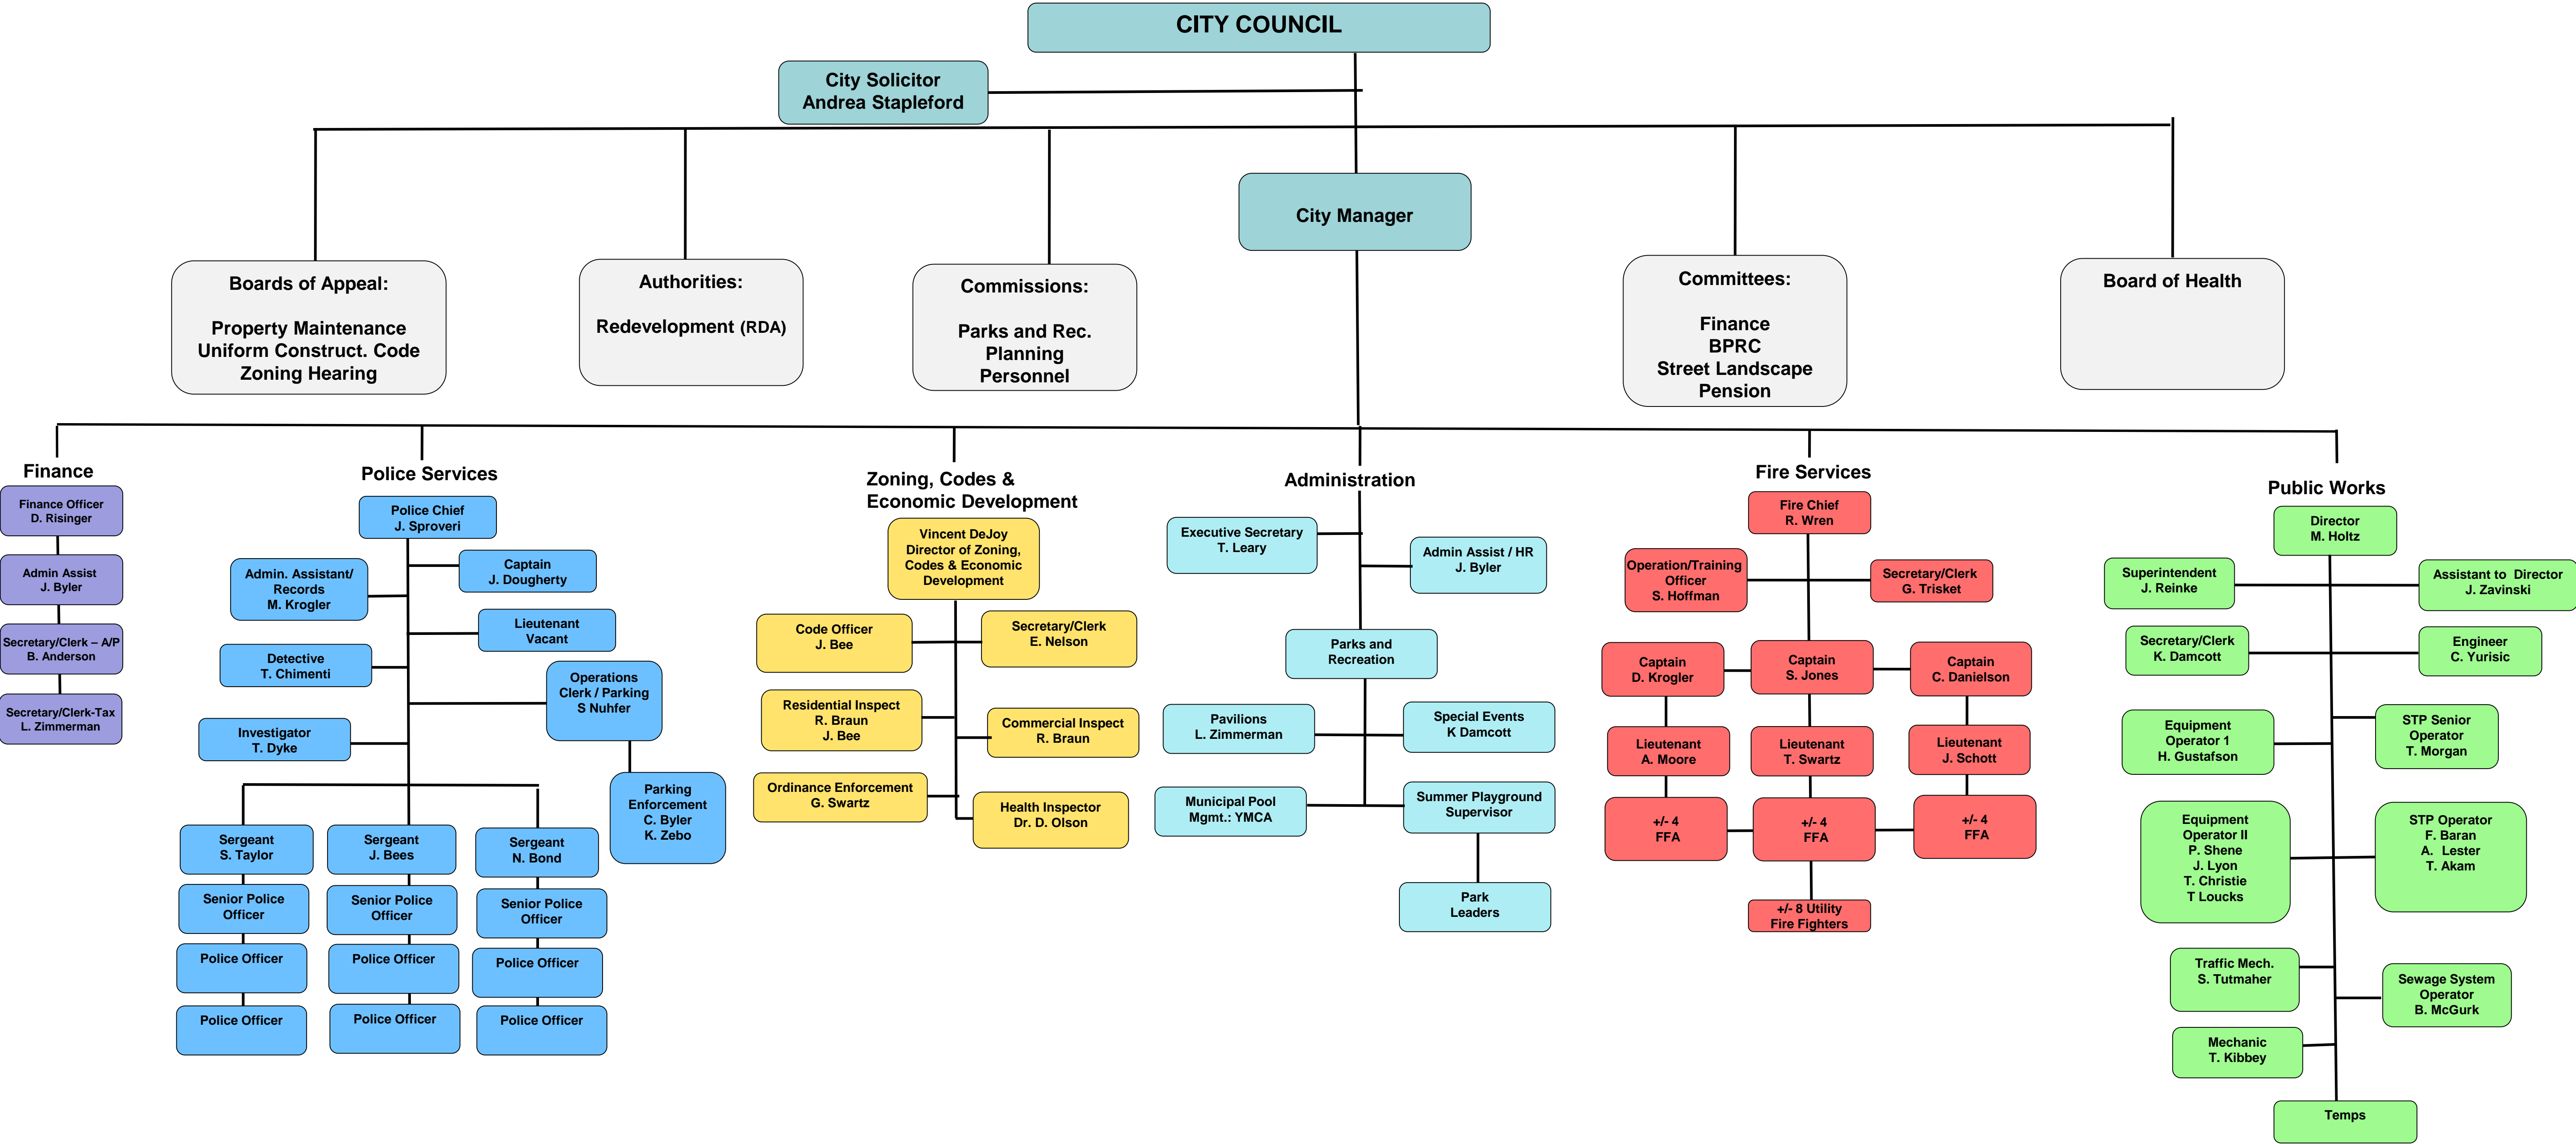 CITY COUNCIL
City Solicitor
Andrea Stapleford
City Manager
Boards of Appeal:
Property Maintenance
Uniform Construct. Code
Zoning Hearing
Authorities:
Redevelopment (RDA)
Commissions:
Parks and Rec.
Planning
Personnel
Committees:
Finance
BPRC
Street Landscape
Pension
Board of Health
Finance
Finance Officer
D. Risinger
Admin Assist
J. Byler
Secretary/Clerk – A/P
B. Anderson
Secretary/Clerk-Tax
L. Zimmerman
Police Services
Police Chief
J. Sproveri
Captain
J. Dougherty
Admin. Assistant/
Records
M. Krogler
Lieutenant
Vacant
Detective
T. Chimenti
Operations
Clerk / Parking
S Nuhfer
Investigator
T. Dyke
Parking
Enforcement
C. Byler
K. Zebo
Sergeant
S. Taylor
Senior Police
Officer
Police Officer
Police Officer
Sergeant
J. Bees
Senior Police
Officer
Police Officer
Police Officer
Sergeant
N. Bond
Senior Police
Officer
Police Officer
Police Officer
Zoning, Codes &
Economic Development
Vincent DeJoy
Director of Zoning,
Codes & Economic
Development
Code Officer
J. Bee
Secretary/Clerk
E. Nelson
Residential Inspect
R. Braun
J. Bee
Commercial Inspect
R. Braun
Ordinance Enforcement
G. Swartz
Health Inspector
Dr. D. Olson
Administration
Executive Secretary
T. Leary
Admin Assist / HR
J. Byler
Parks and
Recreation
Pavilions
L. Zimmerman
Special Events
K Damcott
Municipal Pool
Mgmt.: YMCA
Summer Playground
Supervisor
Park
Leaders
Fire Services
Fire Chief
R. Wren
Operation/Training
Officer
S. Hoffman
Secretary/Clerk
G. Trisket
Captain
D. Krogler
Captain
S. Jones
Captain
C. Danielson
Lieutenant
A. Moore
Lieutenant
T. Swartz
Lieutenant
J. Schott
+/- 4
FFA
+/- 4
FFA
+/- 4
FFA
+/- 8 Utility
Fire Fighters
Public Works
Director
M. Holtz
Superintendent
J. Reinke
Assistant to  Director
J. Zavinski
Secretary/Clerk
K. Damcott
Engineer
C. Yurisic
Equipment
Operator 1
H. Gustafson
STP Senior
Operator
T. Morgan
Equipment
Operator II
P. Shene
J. Lyon
T. Christie
T Loucks
STP Operator
F. Baran
A.  Lester
T. Akam
Traffic Mech.
S. Tutmaher
Sewage System
Operator
B. McGurk
Mechanic
T. Kibbey
Temps